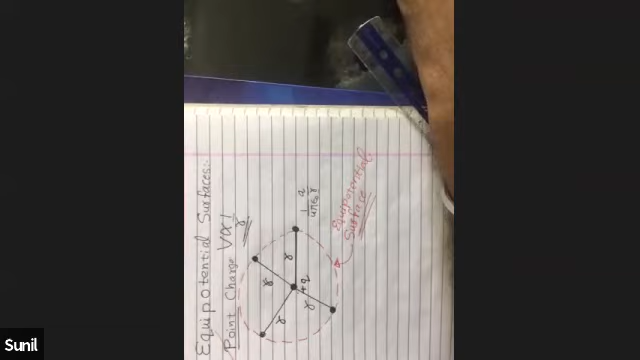 Equipotential Surfaces:-
Point Charge V∝1/r
1/4πε₀ q/r
Equipotential
Surface
r
r
r
r
+q
Sunil